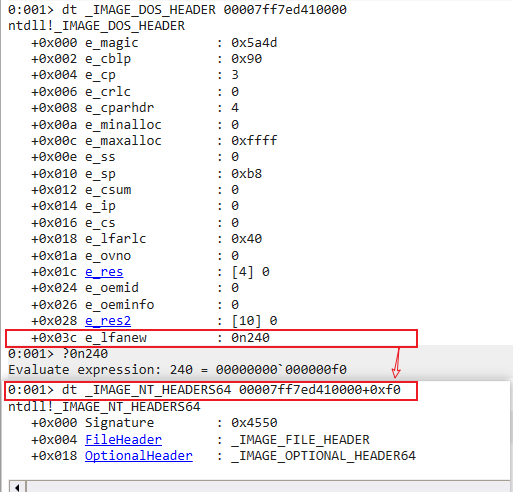 0:001> dt _IMAGE_DOS_HEADER 00007ff7ed410000
ntdll!_IMAGE_DOS_HEADER
+0x000 e_magic : 0x5a4d
+0x002 e_cblp : 0x90
+0x004 e_cp : 3
+0x006 e_crlc : 0
+0x008 e_cparhdr : 4
+0x00a e_minalloc : 0
+0x00c e_maxalloc : 0xffff
+0x00e e_ss : 0
+0x010 e_sp : 0xb8
+0x012 e_csum : 0
+0x014 e_ip : 0
+0x016 e_cs : 0
+0x018 e_lfarlc : 0x40
+0x01a e_ovno : 0
+0x01c e_res : [4] 0
+0x024 e_oemid : 0
+0x026 e_oeminfo : 0
+0x028 e_res2 : [10] 0
+0x03c e_lfanew : 0n240
0:001> ?0n240
Evaluate expression: 240 = 00000000`000000f0
0:001> dt _IMAGE_NT_HEADERS64 00007ff7ed410000+0xf0
ntdll!_IMAGE_NT_HEADERS64
+0x000 Signature : 0x4550
+0x004 FileHeader : _IMAGE_FILE_HEADER
+0x018 OptionalHeader : _IMAGE_OPTIONAL_HEADER64